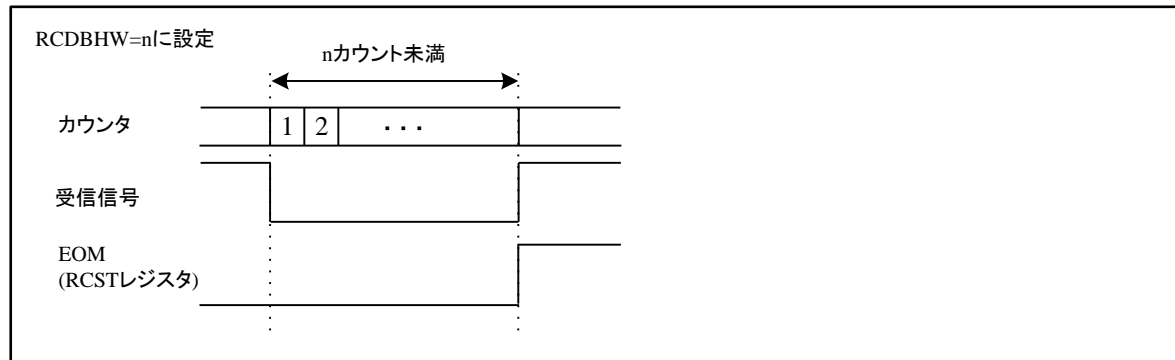 RCDBHW=nに設定
nカウント未満
カウンタ
1 2 ・・・
受信信号
EOM
(RCSTレジスタ)